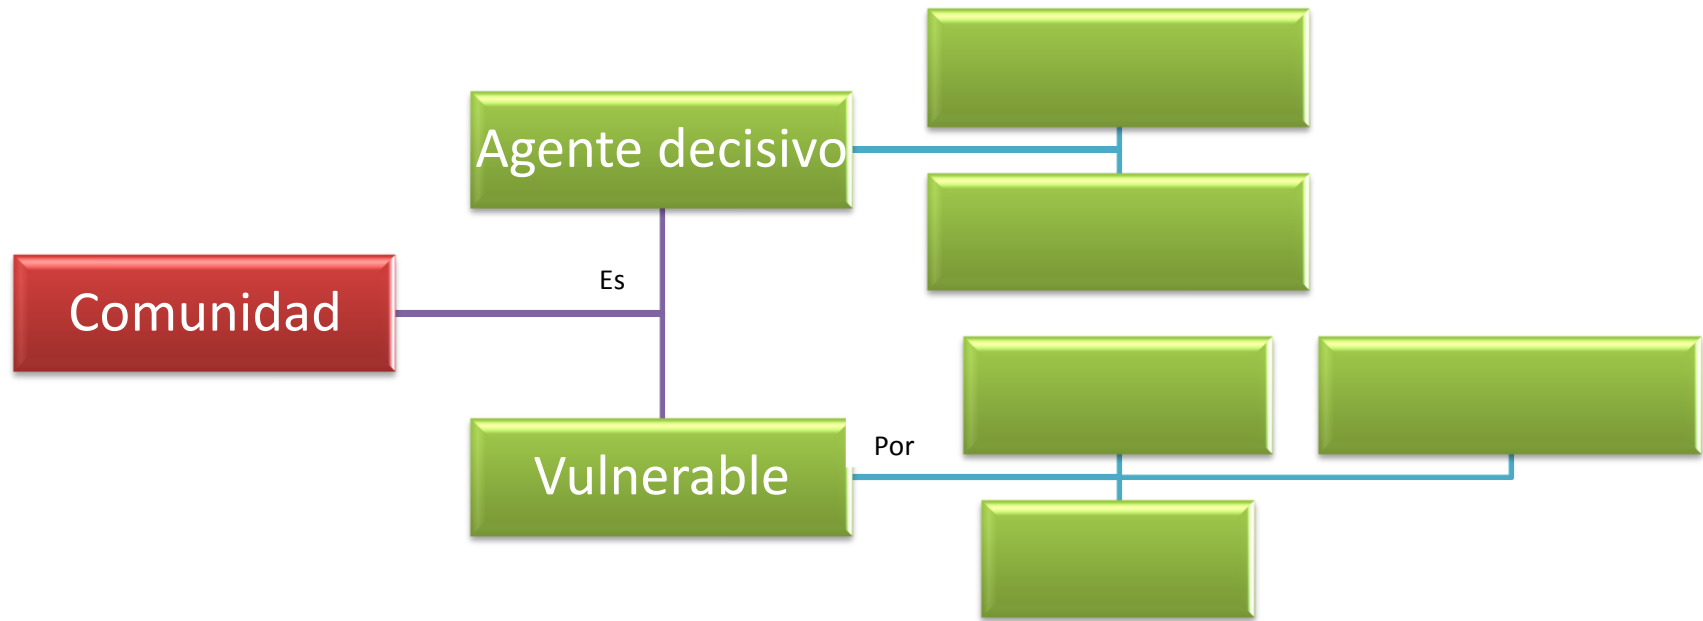 Agente decisivo
Es
Comunidad
Por
Vulnerable